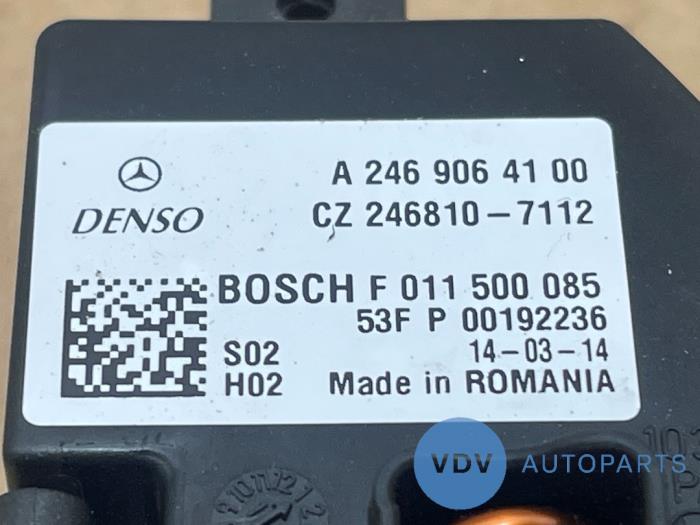 A 246 906 41 00
DENSO CZ 246810-7112
BOSCH F 011 500 085
53F P 00192236
S02 14-03-14
H02 Made in ROMANIA
VDV AUTOPARTS